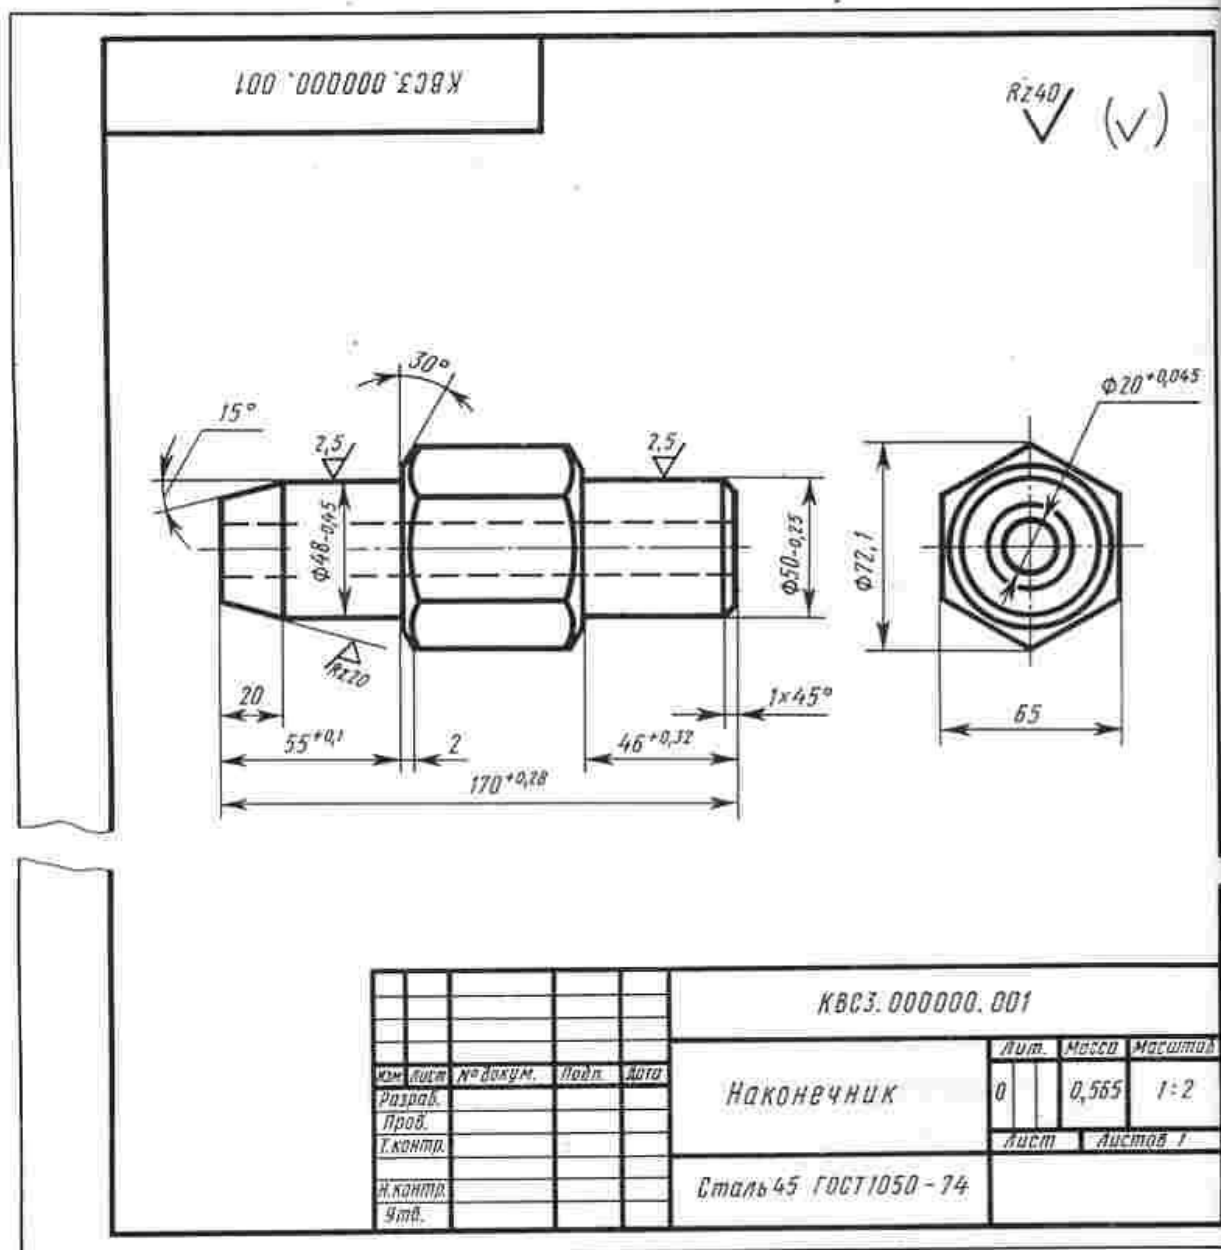 КВС3.000000.001
Rz40 (√)
30°
Ф20+0,045
15°
2,5
2,5
Ф48-0,45
Ф50-0,25
Ф72,1
Rz20
20
1×45°
65
55+0,1
2
46+0,32
170+0,28
КВС3.000000.001
Лит. Масса Масштаб
Изм Лист № докум. Подп. Дата
Наконечник
0 0,565 1:2
Разраб.
Пров.
Т.контр.
Лист Листов 1
Н.контр.
Сталь 45 ГОСТ 1050-74
Утв.